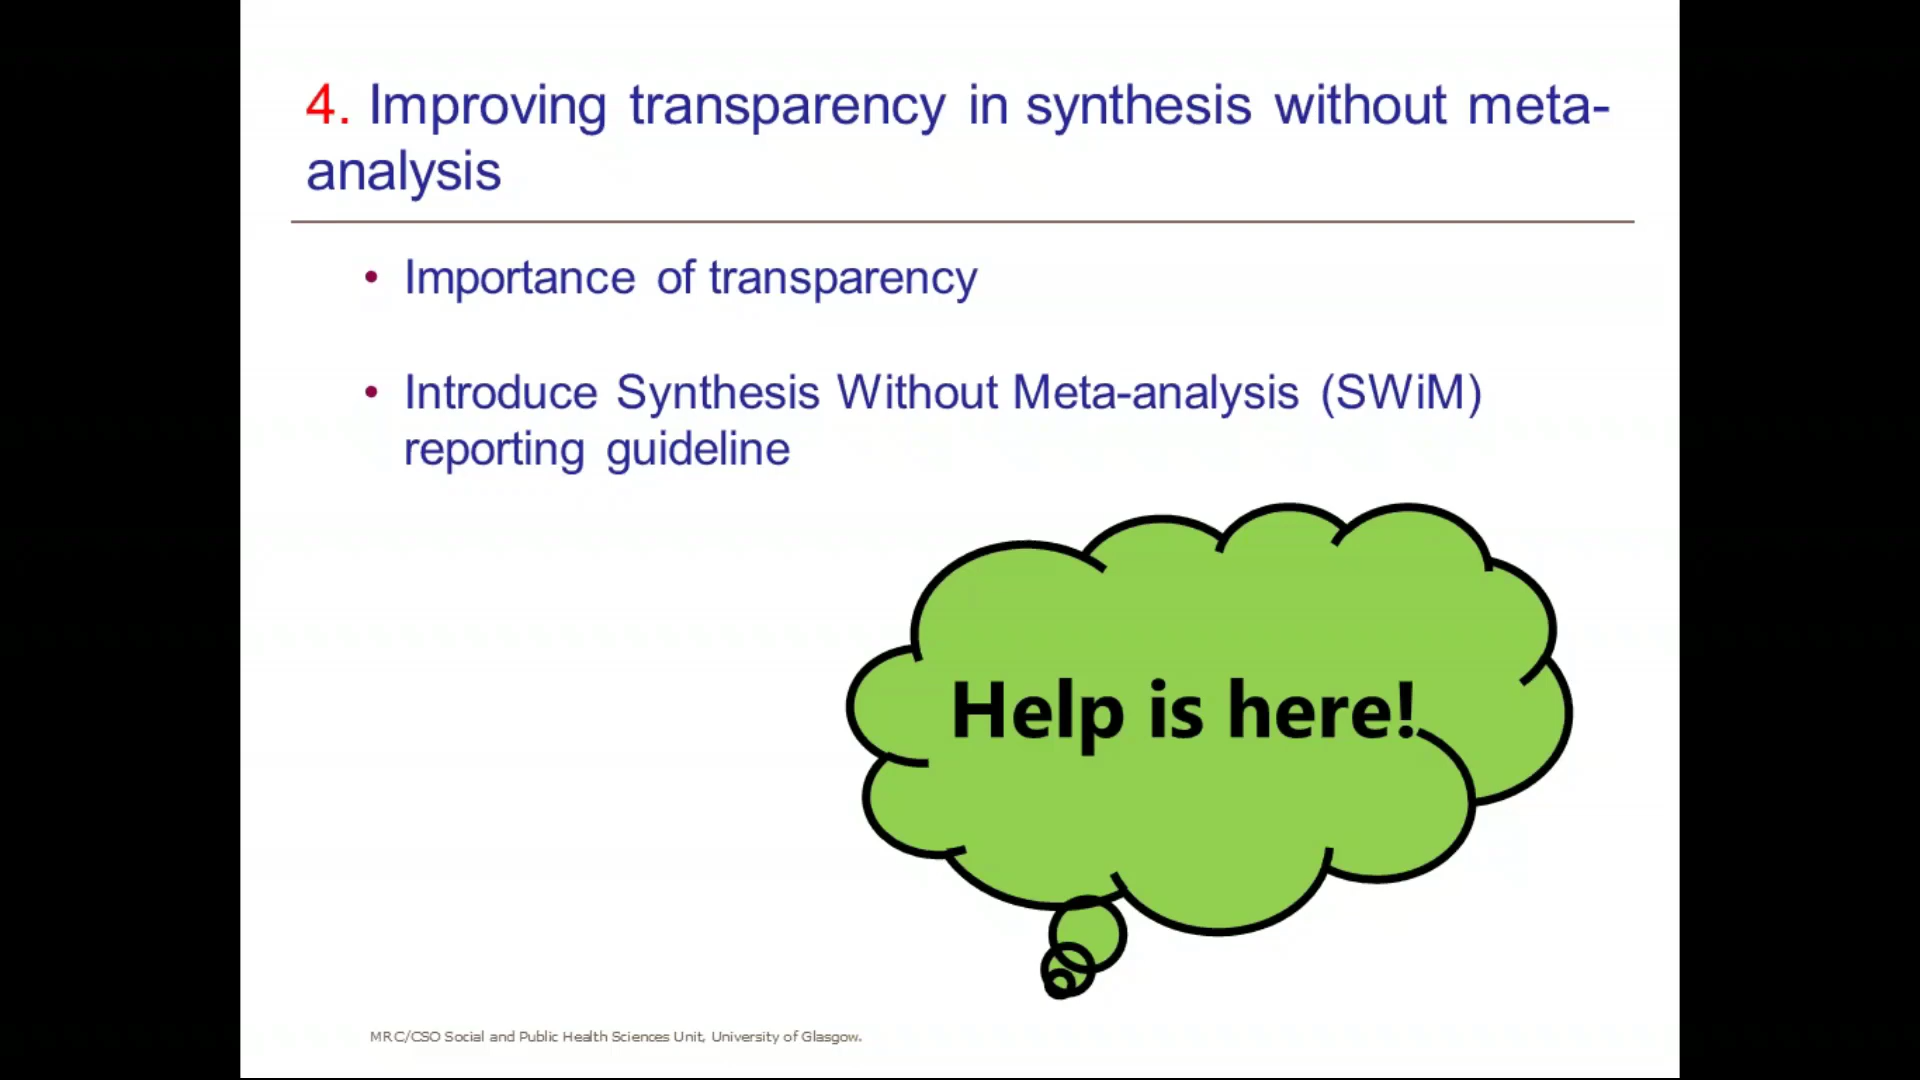 4. Improving transparency in synthesis without meta-
analysis
• Importance of transparency
• Introduce Synthesis Without Meta-analysis (SWiM)
reporting guideline
Help is here!
MRC/CSO Social and Public Health Sciences Unit, University of Glasgow.